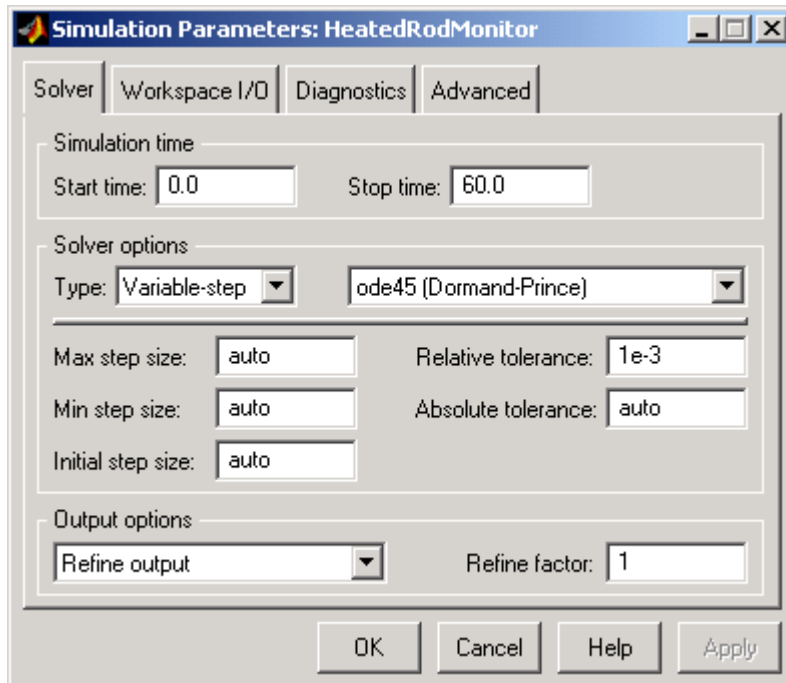 Simulation Parameters: HeatedRodMonitor
Solver Workspace I/O Diagnostics Advanced
Simulation time
Start time: 0.0 Stop time: 60.0
Solver options
Type: Variable-step ode45 (Dormand-Prince)
Max step size: auto Relative tolerance: 1e-3
Min step size: auto Absolute tolerance: auto
Initial step size: auto
Output options
Refine output Refine factor: 1
OK Cancel Help Apply